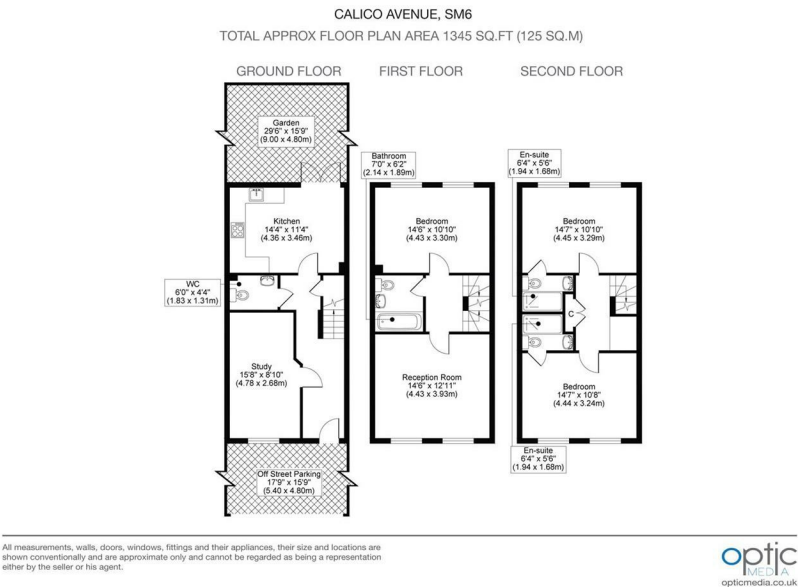 CALICO AVENUE, SM6
TOTAL APPROX FLOOR PLAN AREA 1345 SQ.FT (125 SQ.M)
GROUND FLOOR
FIRST FLOOR
SECOND FLOOR
Garden
29'6" x 15'9"
(9.00 x 4.80m)
Kitchen
14'4" x 11'4"
(4.36 x 3.46m)
WC
6'0" x 4'4"
(1.83 x 1.31m)
Study
15'8" x 8'10"
(4.78 x 2.68m)
Off Street Parking
17'9" x 15'9"
(5.40 x 4.80m)
Bathroom
7'0" x 6'2"
(2.14 x 1.89m)
Bedroom
14'6" x 10'10"
(4.43 x 3.30m)
Reception Room
14'6" x 12'11"
(4.43 x 3.93m)
En-suite
6'4" x 5'6"
(1.94 x 1.68m)
Bedroom
14'7" x 10'10"
(4.45 x 3.29m)
C
Bedroom
14'7" x 10'8"
(4.44 x 3.24m)
En-suite
6'4" x 5'6"
(1.94 x 1.68m)
All measurements, walls, doors, windows, fittings and their appliances, their size and locations are
shown conventionally and are approximate only and cannot be regarded as being a representation
either by the seller or his agent.
optic
MEDIA
opticmedia.co.uk